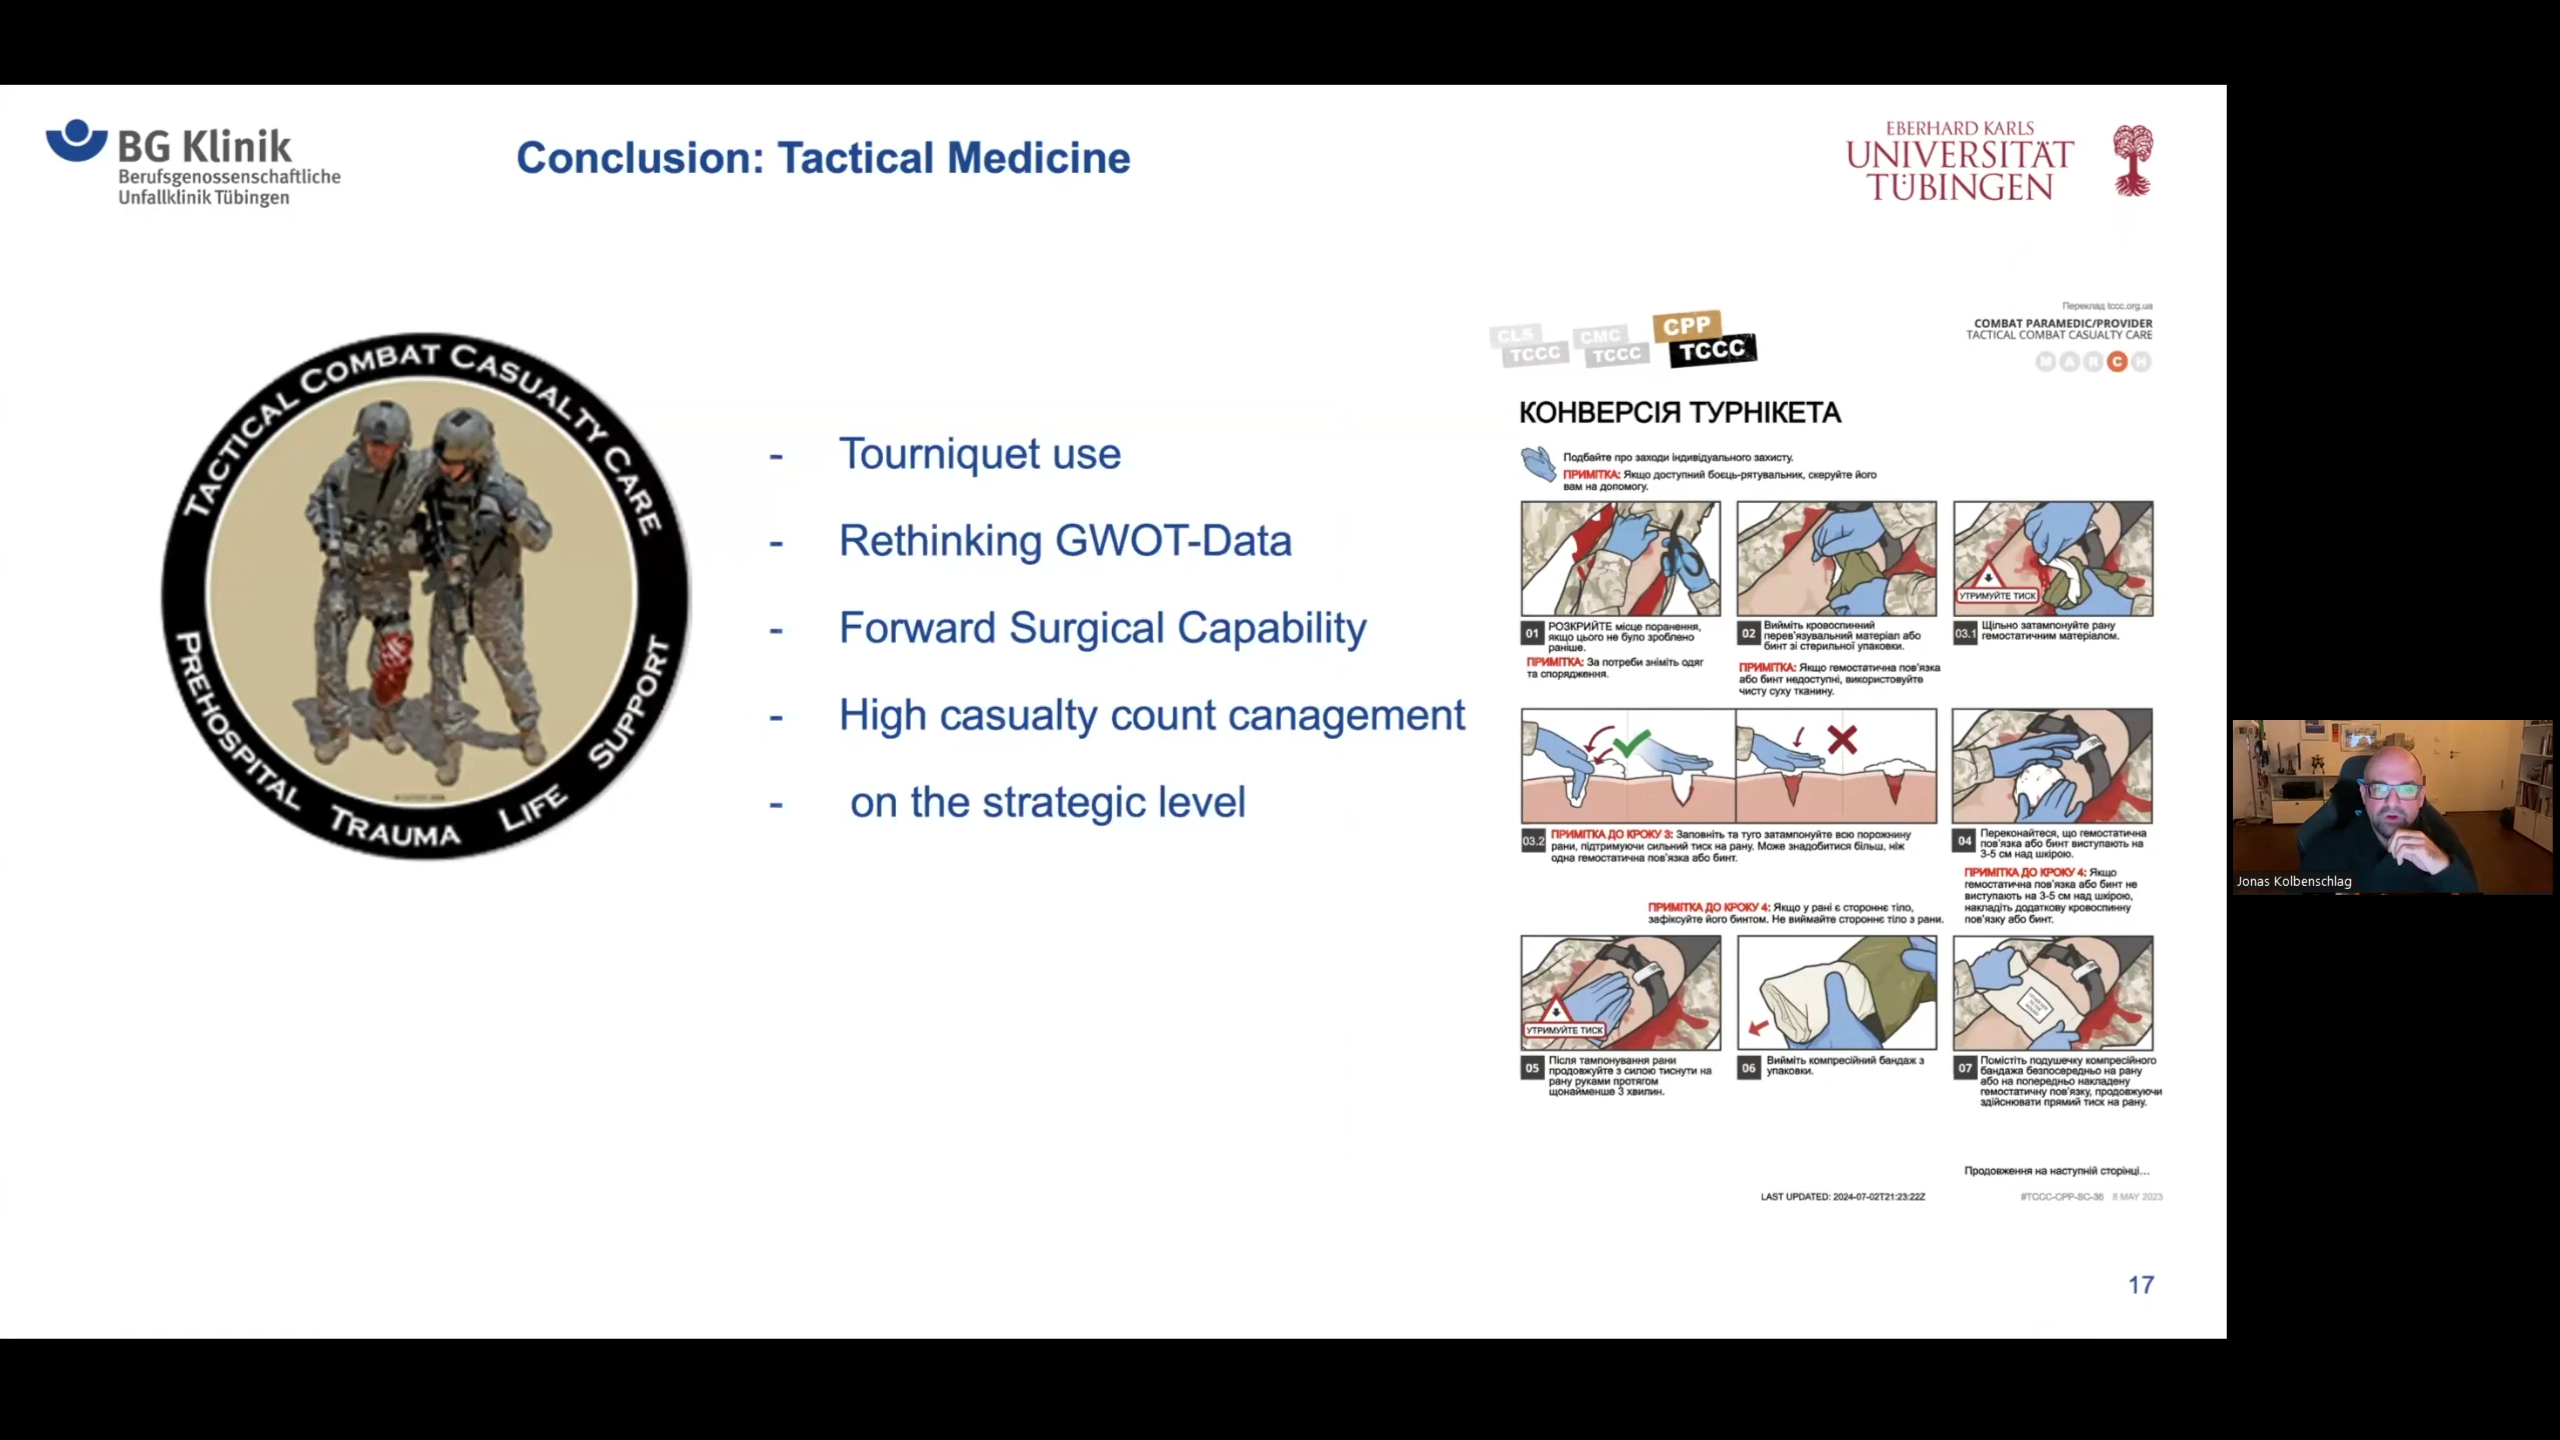 BG Klinik
Berufsgenossenschaftliche
Unfallklinik Tübingen
Conclusion: Tactical Medicine
EBERHARD KARLS
UNIVERSITÄT
TÜBINGEN
TACTICAL COMBAT CASUALTY CARE
PREHOSPITAL TRAUMA LIFE SUPPORT
- Tourniquet use
- Rethinking GWOT-Data
- Forward Surgical Capability
- High casualty count canagement
- on the strategic level
CLS
TCCC
CMC
TCCC
CPP
TCCC
Переклад tccc.org.ua
COMBAT PARAMEDIC/PROVIDER
TACTICAL COMBAT CASUALTY CARE
M A R C H
КОНВЕРСІЯ ТУРНІКЕТА
Подбайте про заходи індивідуального захисту.
ПРИМІТКА: Якщо доступний боєць-рятувальник, скеруйте його
вам на допомогу.
УТРИМУЙТЕ ТИСК
01 РОЗКРИЙТЕ місце поранення,
якщо цього не було зроблено
раніше.
ПРИМІТКА: За потреби зніміть одяг
та спорядження.
02 Вийміть кровоспинний
перев'язувальний матеріал або
бинт зі стерильної упаковки.
ПРИМІТКА: Якщо гемостатична пов'язка
або бинт недоступні, використовуйте
чисту суху тканину.
03.1 Щільно затампонуйте рану
гемостатичним матеріалом.
03.2 ПРИМІТКА ДО КРОКУ 3: Заповніть та туго затампонуйте всю порожнину
рани, підтримуючи сильний тиск на рану. Може знадобитися більш, ніж
одна гемостатична пов'язка або бинт.
04 Переконайтеся, що гемостатична
пов'язка або бинт виступають на
3-5 см над шкірою.
ПРИМІТКА ДО КРОКУ 4: Якщо
гемостатична пов'язка або бинт не
виступають на 3-5 см над шкірою,
накладіть додаткову кровоспинну
пов'язку або бинт.
ПРИМІТКА ДО КРОКУ 4: Якщо у рані є стороннє тіло,
зафіксуйте його бинтом. Не виймайте стороннє тіло з рани.
УТРИМУЙТЕ ТИСК
05 Після тампонування рани
продовжуйте з силою тиснути на
рану руками протягом
щонайменше 3 хвилин.
06 Вийміть компресійний бандаж з
упаковки.
07 Помістіть подушечку компресійного
бандажа безпосередньо на рану
або на попередньо накладену
гемостатичну пов'язку, продовжуючи
здійснювати прямий тиск на рану.
Продовження на наступній сторінці...
LAST UPDATED: 2024-07-02T21:23:22Z
#TCCC-CPP-SC-36 8 MAY 2023
17
Jonas Kolbenschlag